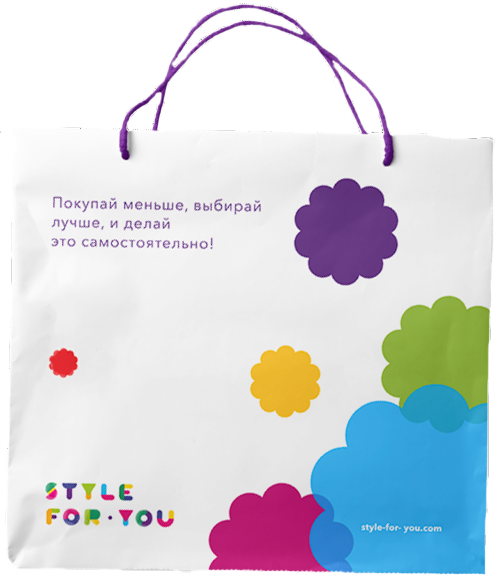 Покупай меньше, выбирай
лучше, и делай
это самостоятельно!
STYLE
FOR·YOU
style-for- you.com